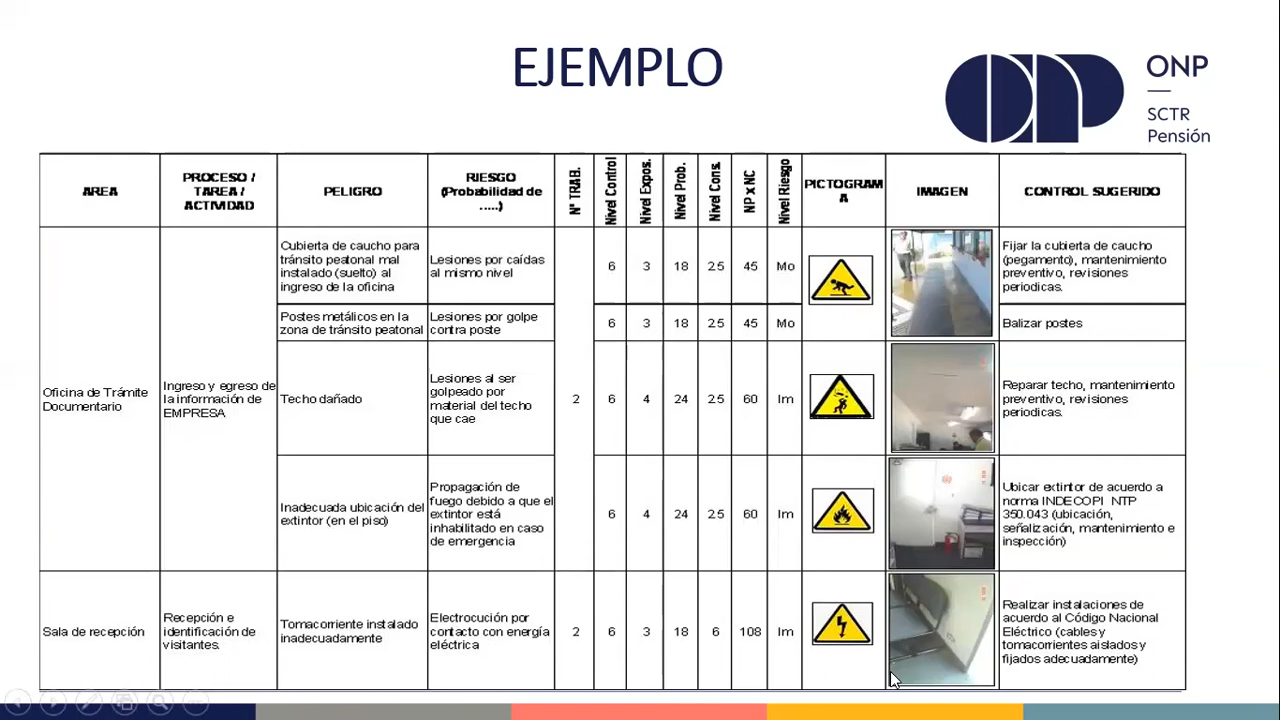 EJEMPLO
ONP
SCTR
Pensión
AREA
PROCESO /
TAREA /
ACTIVIDAD
PELIGRO
RIESGO
(Probabilidad de
.....)
N° TRAB.
Nivel Control
Nivel Expos.
Nivel Prob.
Nivel Cons.
NP x NC
Nivel Riesgo
PICTOGRAM
A
IMAGEN
CONTROL SUGERIDO
Oficina de Trámite
Documentario
Ingreso y egreso de
la información de
EMPRESA
Cubierta de caucho para
tránsito peatonal mal
instalado (suelto) al
ingreso de la oficina
Lesiones por caídas
al mismo nivel
2
6
3
18
25
45
Mo
Fijar la cubierta de caucho
(pegamento), mantenimiento
preventivo, revisiones
periodicas.
Postes metálicos en la
zona de tránsito peatonal
Lesiones por golpe
contra poste
6
3
18
25
45
Mo
Balizar postes
Techo dañado
Lesiones al ser
golpeado por
material del techo
que cae
6
4
24
25
60
Im
Reparar techo, mantenimiento
preventivo, revisiones
periodicas.
Inadecuada ubicación del
extintor (en el piso)
Propagación de
fuego debido a que el
extintor está
inhabilitado en caso
de emergencia
6
4
24
25
60
Im
Ubicar extintor de acuerdo a
norma INDECOPI NTP
350.043 (ubicación,
señalización, mantenimiento e
inspección)
Sala de recepción
Recepción e
identificación de
visitantes.
Tomacorriente instalado
inadecuadamente
Electrocución por
contacto con energía
eléctrica
2
6
3
18
6
108
Im
Realizar instalaciones de
acuerdo al Código Nacional
Eléctrico (cables y
tomacorrientes aislados y
fijados adecuadamente)